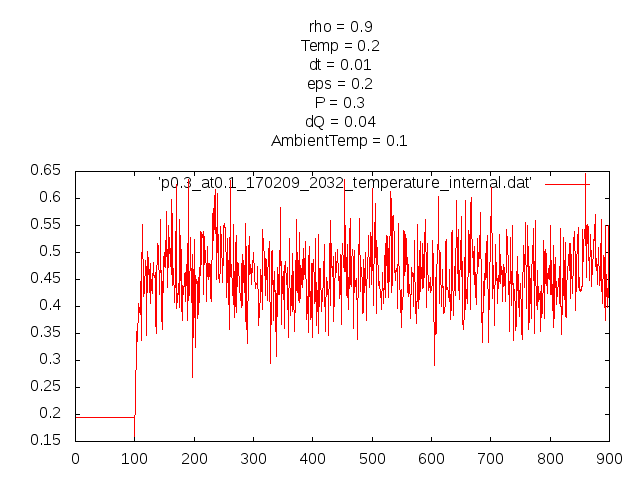 rho = 0.9
Temp = 0.2
dt = 0.01
eps = 0.2
P = 0.3
dQ = 0.04
AmbientTemp = 0.1
'p0.3_at0.1_170209_2032_temperature_internal.dat'
0.65
0.6
0.55
0.5
0.45
0.4
0.35
0.3
0.25
0.2
0.15
0 100 200 300 400 500 600 700 800 900